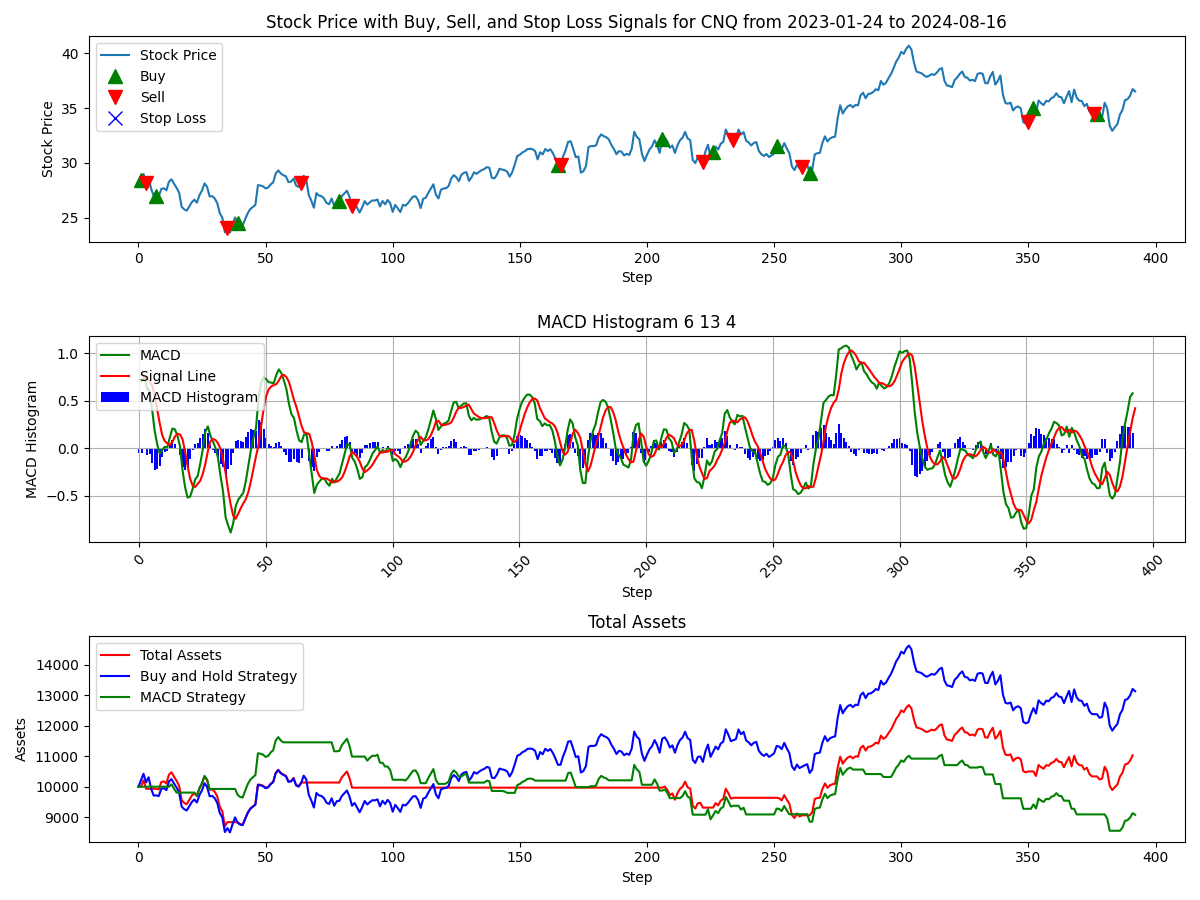 Stock Price with Buy, Sell, and Stop Loss Signals for CNQ from 2023-01-24 to 2024-08-16
Stock Price
40
35
30
25
Stock Price
Buy
Sell
Stop Loss
0 50 100 150 200 250 300 350 400
Step
MACD Histogram 6 13 4
MACD Histogram
1.0
0.5
0.0
−0.5
MACD
Signal Line
MACD Histogram
0 50 100 150 200 250 300 350 400
Step
Total Assets
Assets
14000
13000
12000
11000
10000
9000
Total Assets
Buy and Hold Strategy
MACD Strategy
0 50 100 150 200 250 300 350 400
Step